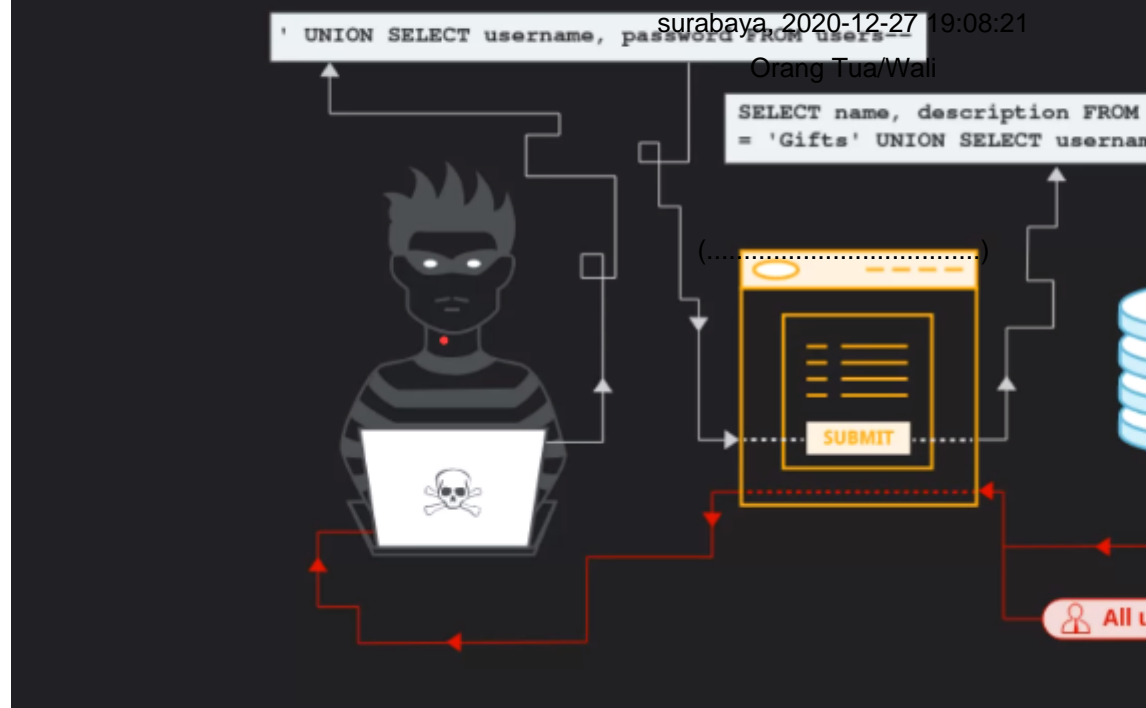 surabaya, 2020-12-27 19:08:21
' UNION SELECT username, password FROM users--
Orang Tua/Wali
SELECT name, description FROM
= 'Gifts' UNION SELECT usernam
(.....................................)
SUBMIT
All u